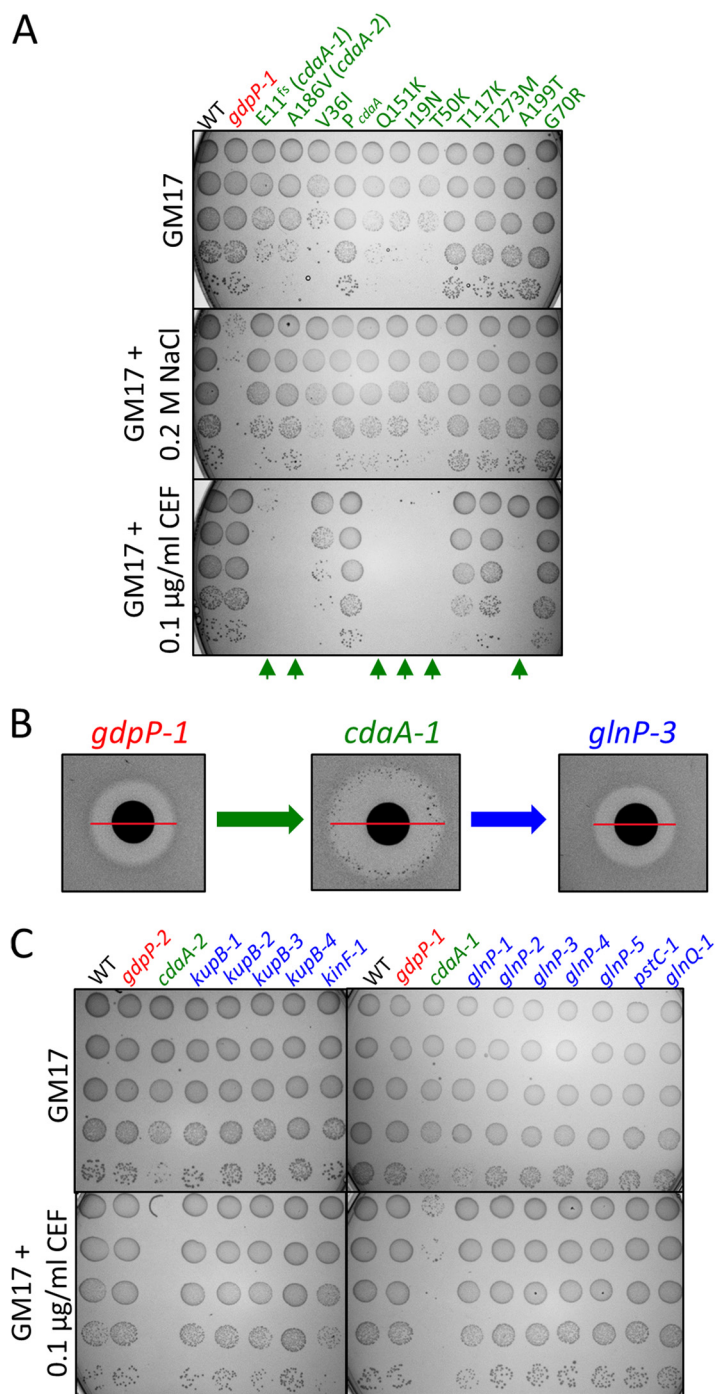 A
WT
gdpP-1
E11fs (cdaA-1)
A186V (cdaA-2)
V36I
PcdaA
Q151K
I19N
T50K
T117K
T273M
A199T
G70R
GM17
GM17 +
0.2 M NaCl
GM17 +
0.1 µg/ml CEF
B
gdpP-1
cdaA-1
glnP-3
C
WT
gdpP-2
cdaA-2
kupB-1
kupB-2
kupB-3
kupB-4
kinF-1
WT
gdpP-1
cdaA-1
glnP-1
glnP-2
glnP-3
glnP-4
glnP-5
pstC-1
glnQ-1
GM17
GM17 +
0.1 µg/ml CEF